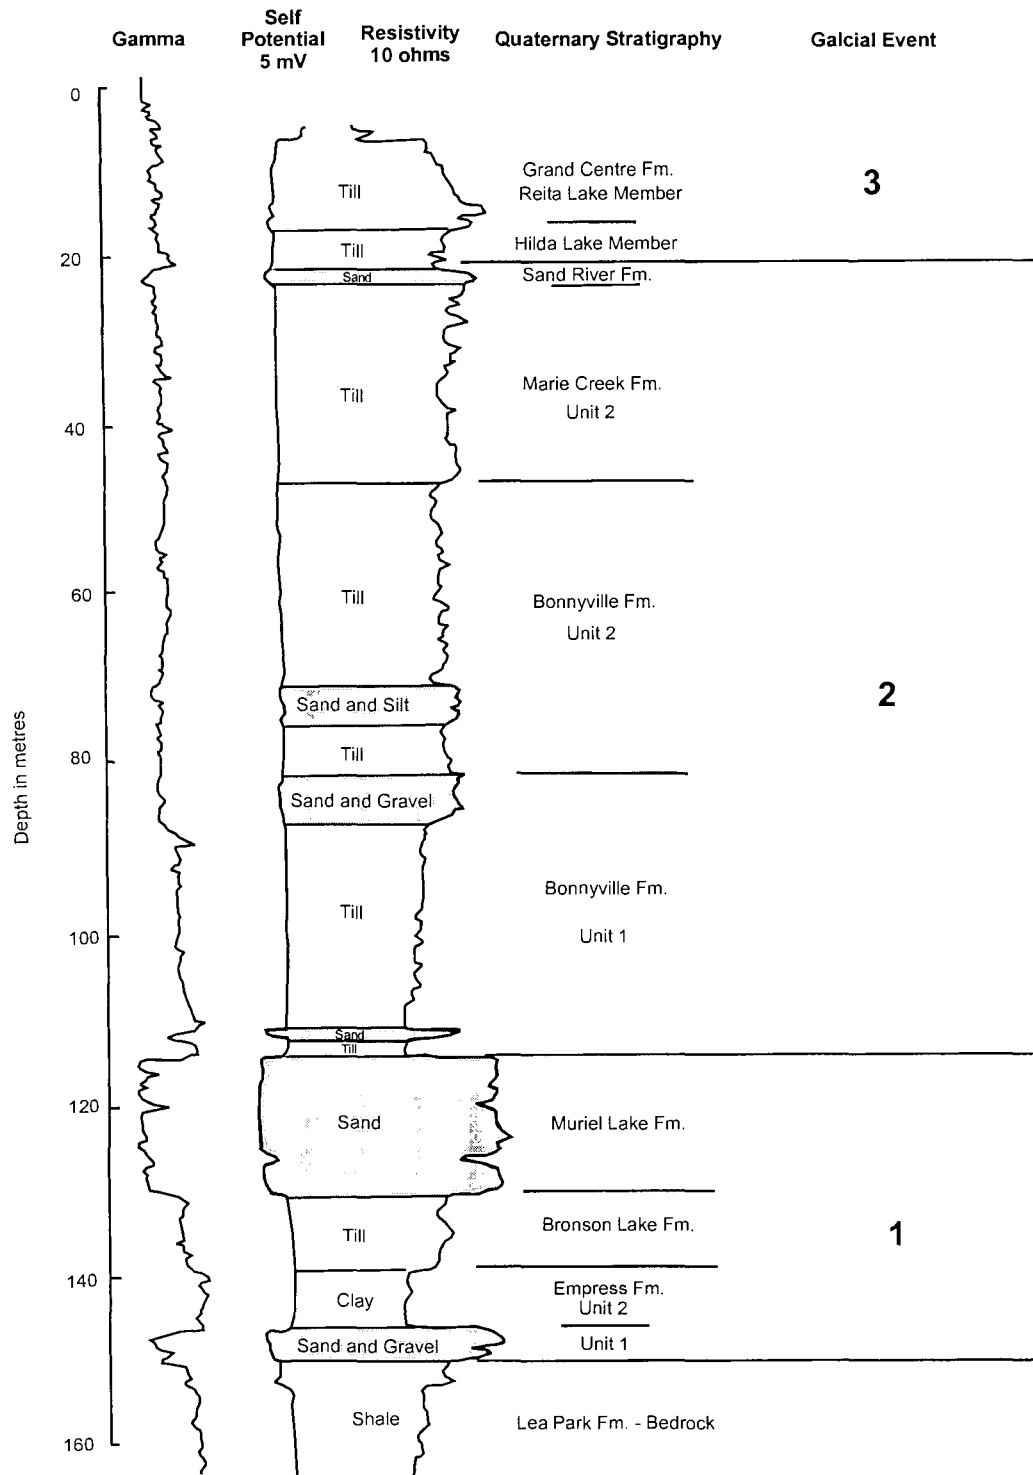 Gamma
Self
Potential
5 mV
Resistivity
10 ohms
Quaternary Stratigraphy
Galcial Event
Depth in metres
0
20
40
60
80
100
120
140
160
Till
Till
Sand
Till
Till
Sand and Silt
Till
Sand and Gravel
Till
Sand
Till
Sand
Till
Clay
Sand and Gravel
Shale
Grand Centre Fm.
Reita Lake Member
Hilda Lake Member
Sand River Fm.
Marie Creek Fm.
Unit 2
Bonnyville Fm.
Unit 2
Bonnyville Fm.
Unit 1
Muriel Lake Fm.
Bronson Lake Fm.
Empress Fm.
Unit 2
Unit 1
Lea Park Fm. - Bedrock
3
2
1